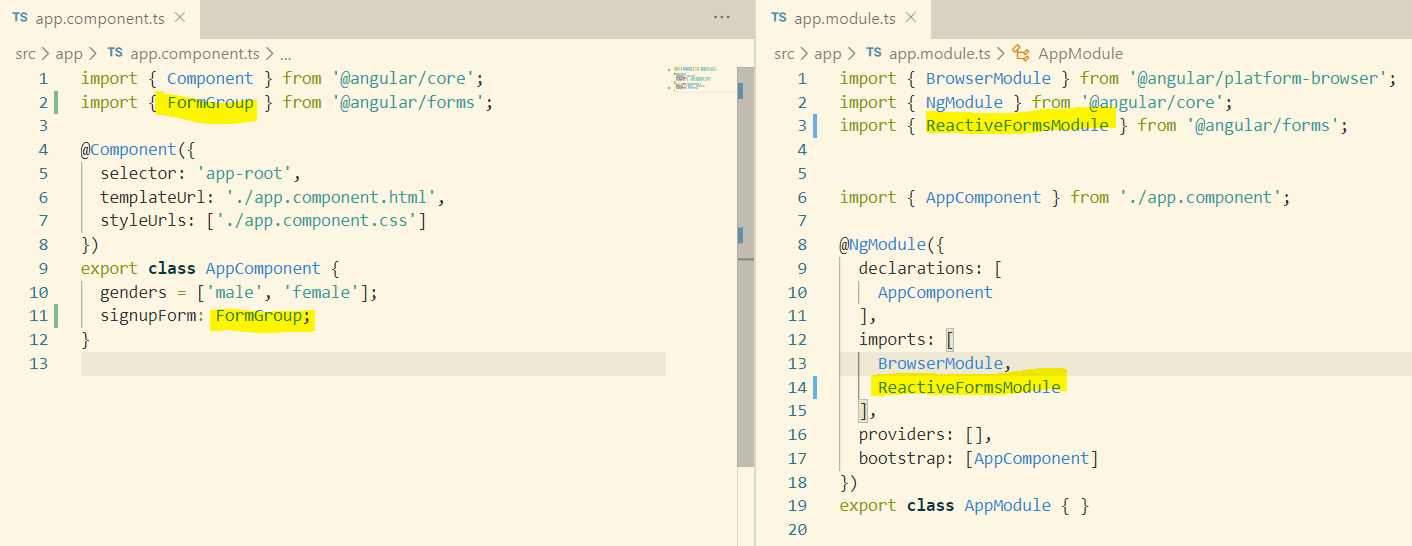 TS app.component.ts ×
src > app > TS app.component.ts > ...
1 import { Component } from '@angular/core';
2 import { FormGroup } from '@angular/forms';
3
4 @Component({
5 selector: 'app-root',
6 templateUrl: './app.component.html',
7 styleUrls: ['./app.component.css']
8 })
9 export class AppComponent {
10 genders = ['male', 'female'];
11 signupForm: FormGroup;
12 }
13
TS app.module.ts ×
src > app > TS app.module.ts > AppModule
1 import { BrowserModule } from '@angular/platform-browser';
2 import { NgModule } from '@angular/core';
3 import { ReactiveFormsModule } from '@angular/forms';
4
5
6 import { AppComponent } from './app.component';
7
8 @NgModule({
9 declarations: [
10 AppComponent
11 ],
12 imports: [
13 BrowserModule,
14 ReactiveFormsModule
15 ],
16 providers: [],
17 bootstrap: [AppComponent]
18 })
19 export class AppModule { }
20